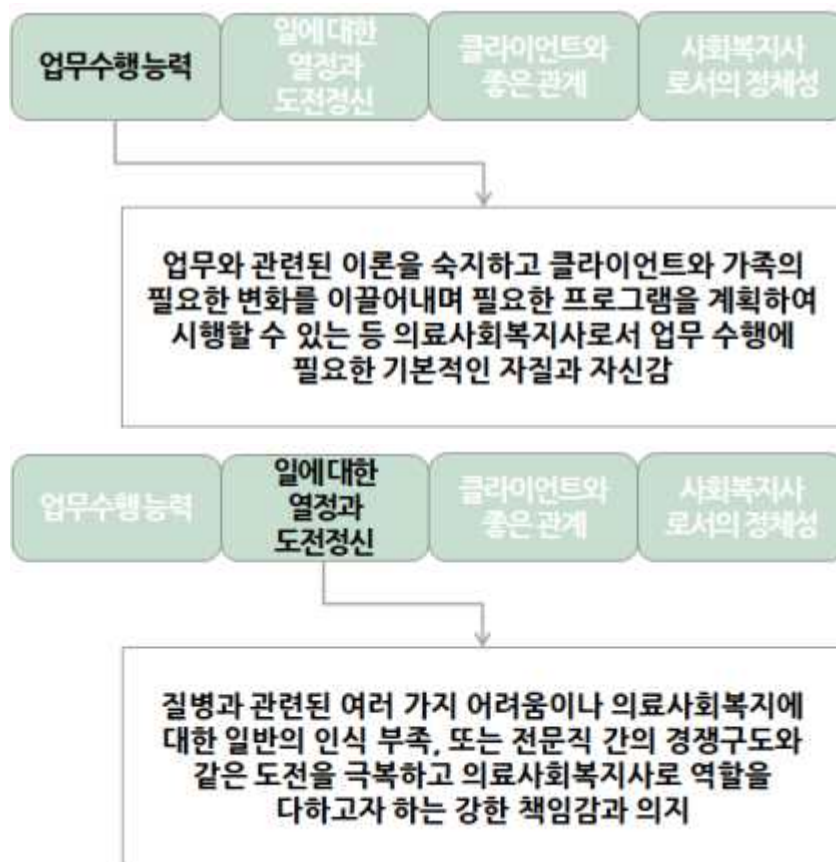 업무수행 능력
일에 대한
열정과
도전정신
클라이언트와
좋은 관계
사회복지사
로서의 정체성
업무와 관련된 이론을 숙지하고 클라이언트와 가족의
필요한 변화를 이끌어내며 필요한 프로그램을 계획하여
시행할 수 있는 등 의료사회복지사로서 업무 수행에
필요한 기본적인 자질과 자신감
업무수행 능력
일에 대한
열정과
도전정신
클라이언트와
좋은 관계
사회복지사
로서의 정체성
질병과 관련된 여러 가지 어려움이나 의료사회복지에
대한 일반의 인식 부족, 또는 전문직 간의 경쟁구도와
같은 도전을 극복하고 의료사회복지사로 역할을
다하고자 하는 강한 책임감과 의지